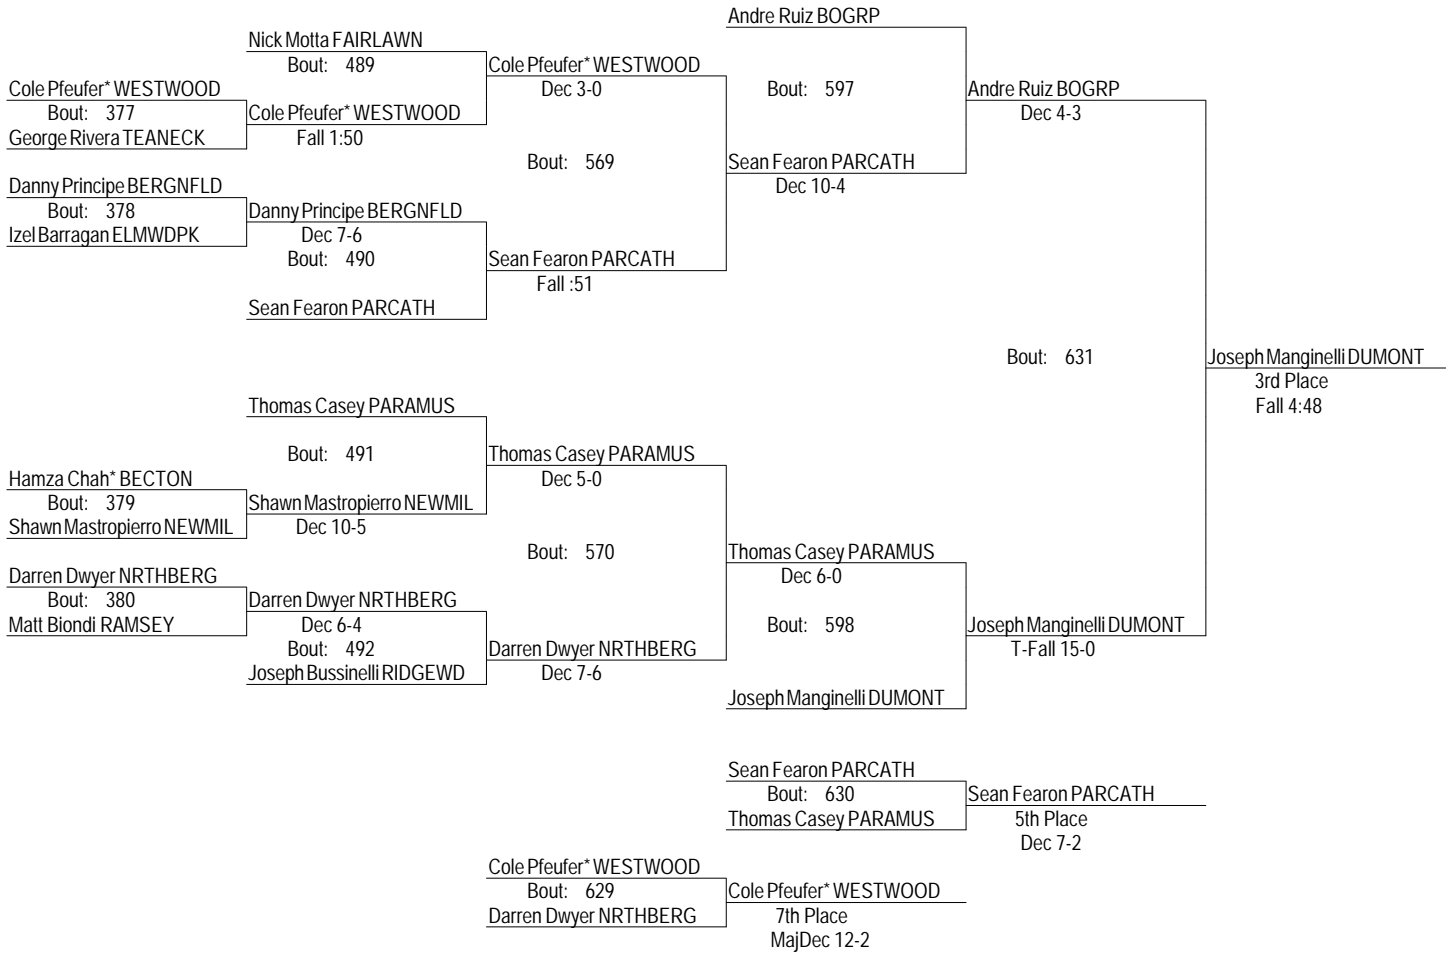 Andre Ruiz BOGRP
Nick Motta FAIRLAWN
Bout: 489
Cole Pfeufer* WESTWOOD
Dec 3-0
Bout: 597
Andre Ruiz BOGRP
Dec 4-3
Cole Pfeufer* WESTWOOD
Bout: 377
George Rivera TEANECK
Cole Pfeufer* WESTWOOD
Fall 1:50
Bout: 569
Sean Fearon PARCATH
Dec 10-4
Danny Principe BERGNFLD
Bout: 378
Izel Barragan ELMWDPK
Danny Principe BERGNFLD
Dec 7-6
Bout: 490
Sean Fearon PARCATH
Fall :51
Sean Fearon PARCATH
Bout: 631
Joseph Manginelli DUMONT
3rd Place
Fall 4:48
Thomas Casey PARAMUS
Bout: 491
Thomas Casey PARAMUS
Dec 5-0
Hamza Chah* BECTON
Bout: 379
Shawn Mastropierro NEWMIL
Shawn Mastropierro NEWMIL
Dec 10-5
Bout: 570
Thomas Casey PARAMUS
Dec 6-0
Darren Dwyer NRTHBERG
Bout: 380
Matt Biondi RAMSEY
Darren Dwyer NRTHBERG
Dec 6-4
Bout: 492
Joseph Bussinelli RIDGEWD
Darren Dwyer NRTHBERG
Dec 7-6
Bout: 598
Joseph Manginelli DUMONT
T-Fall 15-0
Joseph Manginelli DUMONT
Sean Fearon PARCATH
Bout: 630
Thomas Casey PARAMUS
Sean Fearon PARCATH
5th Place
Dec 7-2
Cole Pfeufer* WESTWOOD
Bout: 629
Darren Dwyer NRTHBERG
Cole Pfeufer* WESTWOOD
7th Place
MajDec 12-2